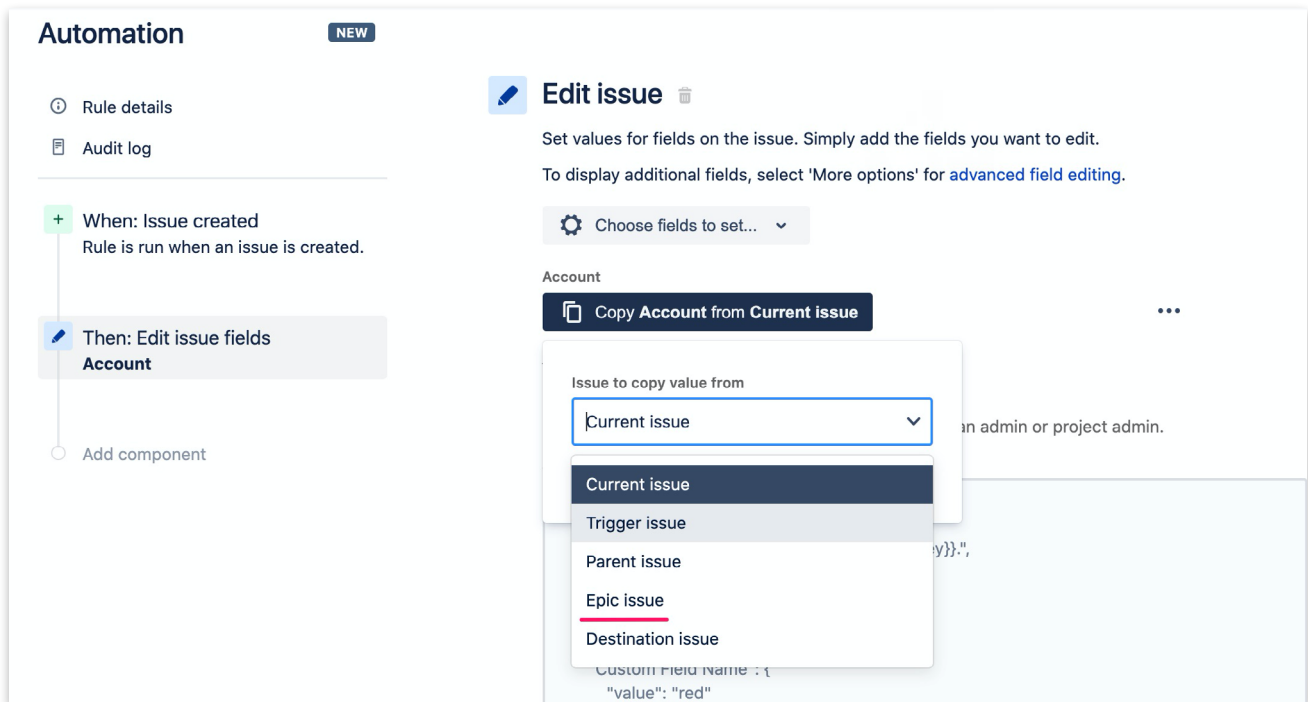 Automation
NEW
Rule details
Audit log
When: Issue created
Rule is run when an issue is created.
Then: Edit issue fields
Account
Add component
Edit issue
Set values for fields on the issue. Simply add the fields you want to edit.
To display additional fields, select 'More options' for advanced field editing.
Choose fields to set...
Account
Copy Account from Current issue
Issue to copy value from
Current issue
an admin or project admin.
Current issue
Trigger issue
Parent issue
Epic issue
Destination issue
y}}.",
Custom Field Name": {
"value": "red"